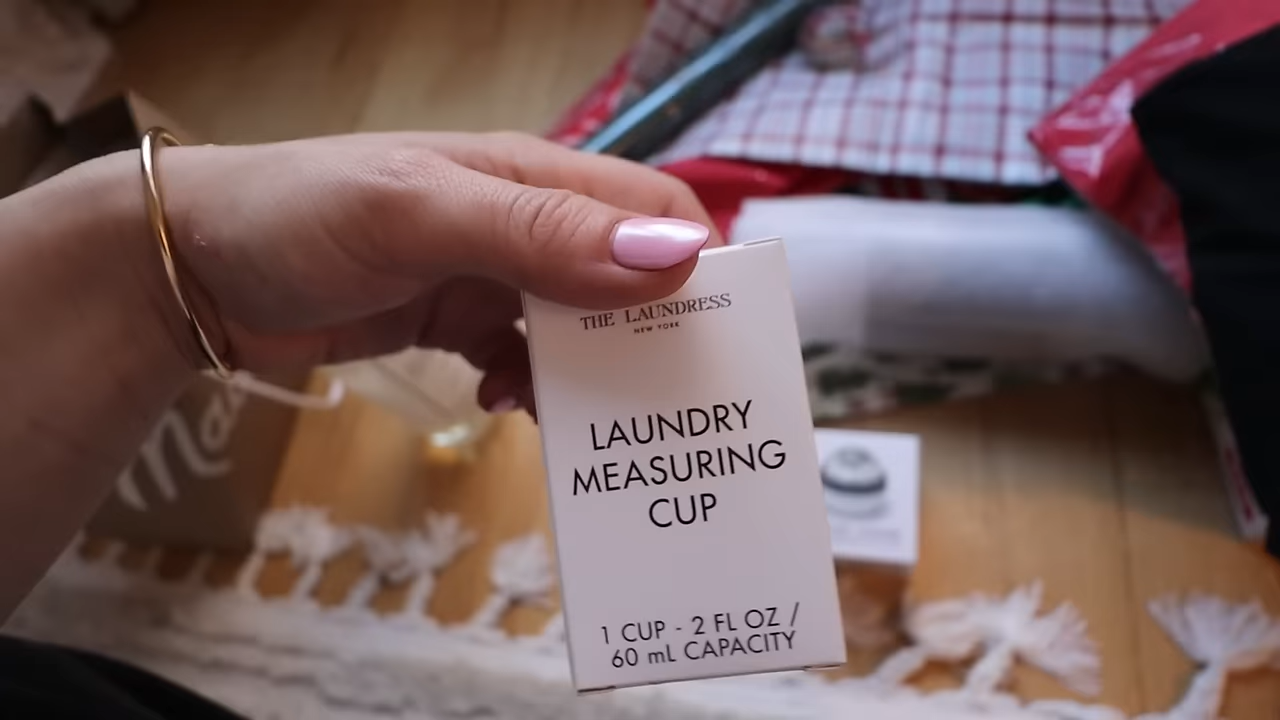 THE LAUNDRESS
NEW YORK
LAUNDRY
MEASURING
CUP
1 CUP - 2 FL OZ /
60 mL CAPACITY